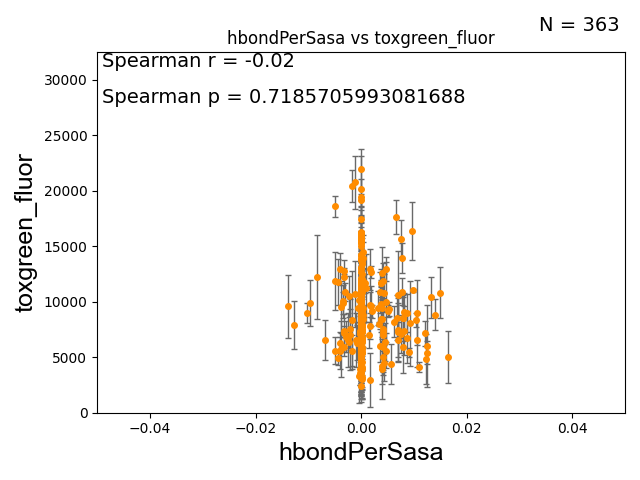 N = 363
hbondPerSasa vs toxgreen_fluor
Spearman r = -0.02
Spearman p = 0.7185705993081688
30000
25000
20000
15000
10000
5000
0
toxgreen_fluor
−0.04 −0.02 0.00 0.02 0.04
hbondPerSasa